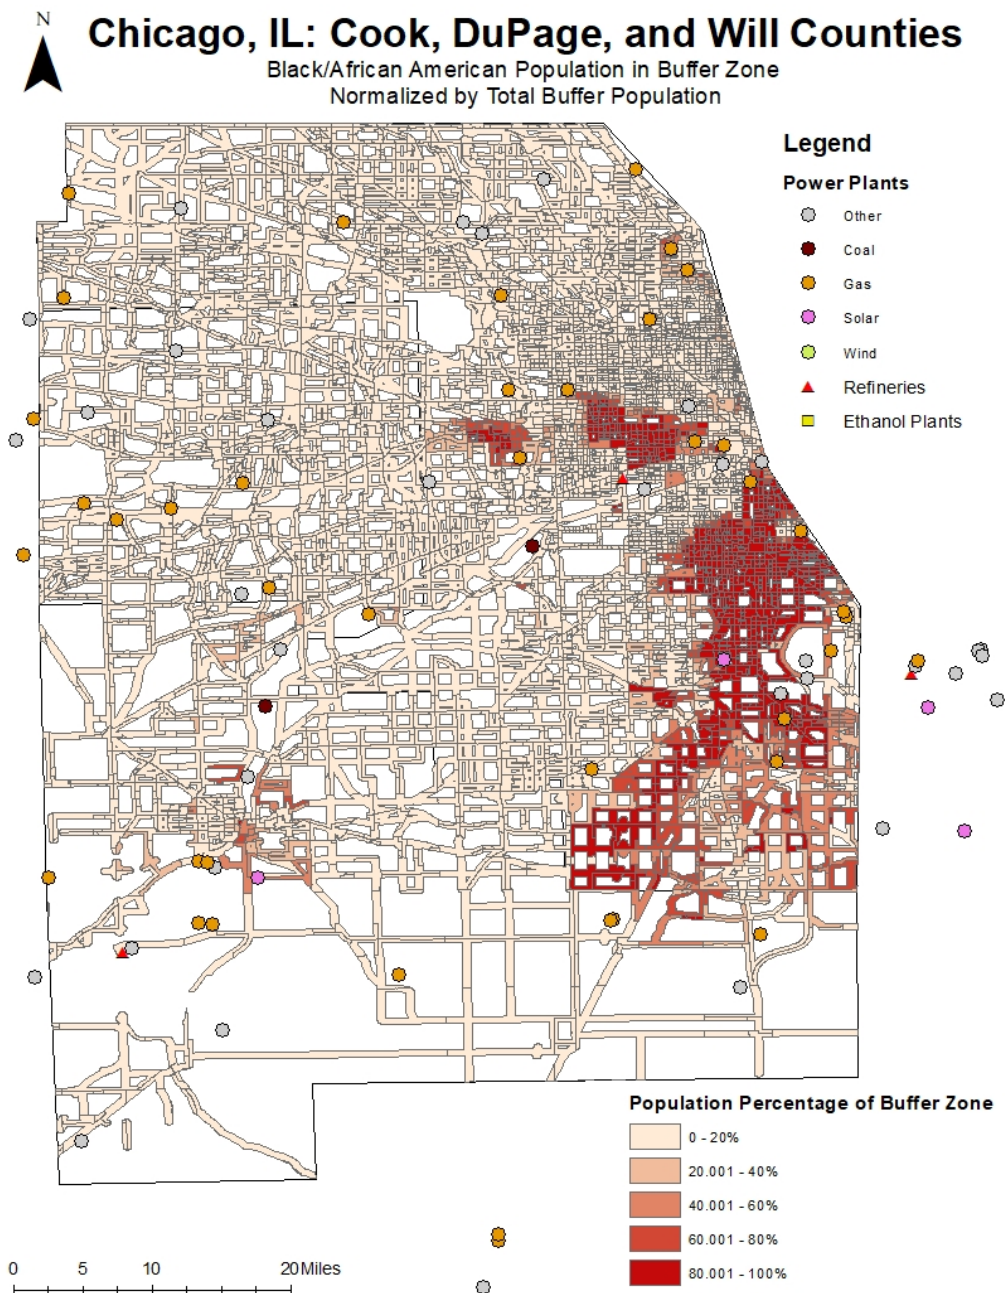 N
Chicago, IL: Cook, DuPage, and Will Counties
Black/African American Population in Buffer Zone
Normalized by Total Buffer Population
Legend
Power Plants
Other
Coal
Gas
Solar
Wind
Refineries
Ethanol Plants
Population Percentage of Buffer Zone
0 - 20%
20.001 - 40%
40.001 - 60%
60.001 - 80%
80.001 - 100%
0 5 10 20 Miles